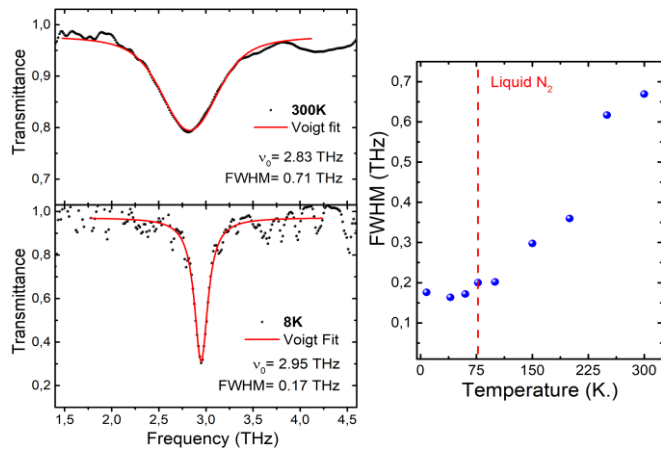 1,0
0,9
0,8
0,7
Transmittance
300K
Voigt fit
ν₀= 2.83 THz
FWHM= 0.71 THz
1,0
0,8
0,6
0,4
0,2
Transmittance
8K
Voigt Fit
ν₀= 2.95 THz
FWHM= 0.17 THz
1,5 2,0 2,5 3,0 3,5 4,0 4,5
Frequency (THz)
0,7
0,6
0,5
0,4
0,3
0,2
0,1
FWHM (THz)
Liquid N₂
0 75 150 225 300
Temperature (K.)